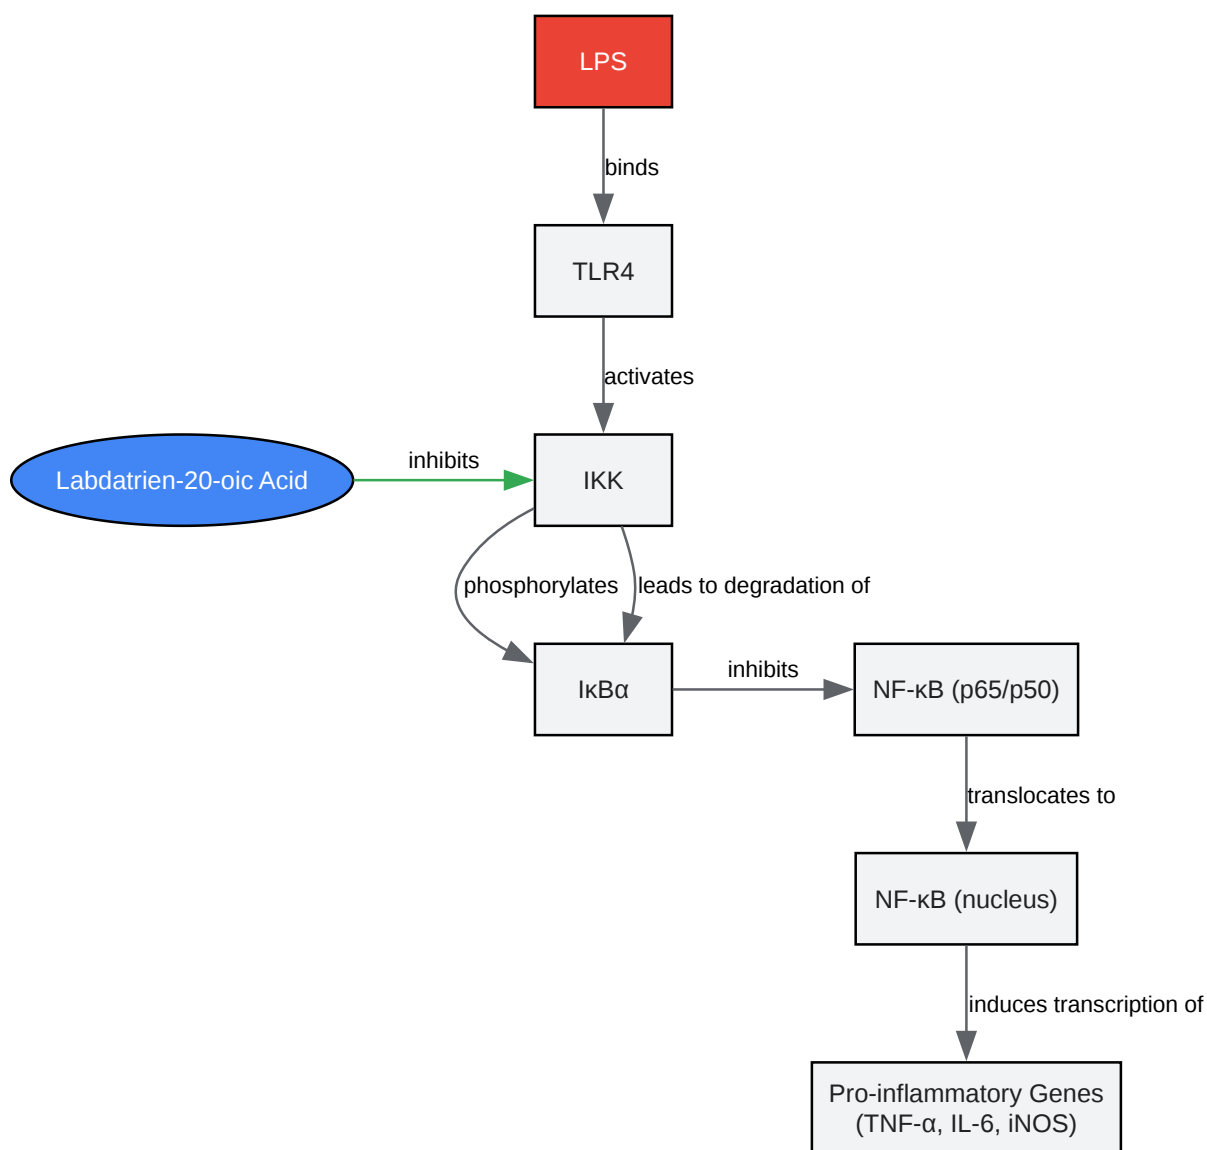 LPS
binds
TLR4
activates
Labdatrien-20-oic Acid
inhibits
IKK
phosphorylates
leads to degradation of
IκBα
inhibits
NF-κB (p65/p50)
translocates to
NF-κB (nucleus)
induces transcription of
Pro-inflammatory Genes
(TNF-α, IL-6, iNOS)